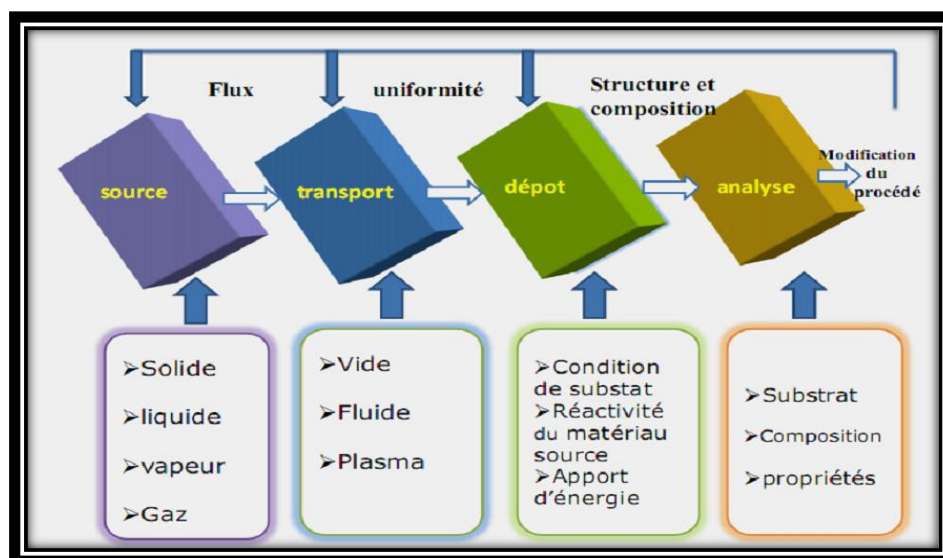 Flux
uniformité
Structure et
composition
source
transport
dépot
analyse
Modification
du
procédé
➢Solide
➢liquide
➢vapeur
➢Gaz
➢Vide
➢Fluide
➢Plasma
➢Condition
de substat
➢Réactivité
du matériau
source
➢Apport
d'énergie
➢Substrat
➢Composition
➢propriétés